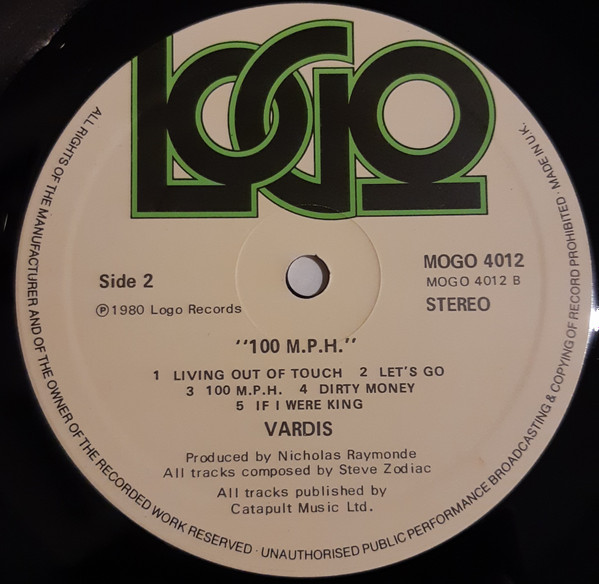 LOGO
Side 2
℗1980 Logo Records
MOGO 4012
MOGO 4012 B
STEREO
"100 M.P.H."
1 LIVING OUT OF TOUCH 2 LET'S GO
3 100 M.P.H. 4 DIRTY MONEY
5 IF I WERE KING
VARDIS
Produced by Nicholas Raymonde
All tracks composed by Steve Zodiac
All tracks published by
Catapult Music Ltd.
ALL RIGHTS OF THE MANUFACTURER AND OF THE OWNER OF THE RECORDED WORK RESERVED · UNAUTHORISED PUBLIC PERFORMANCE BROADCASTING & COPYING OF RECORD PROHIBITED · MADE IN U.K.